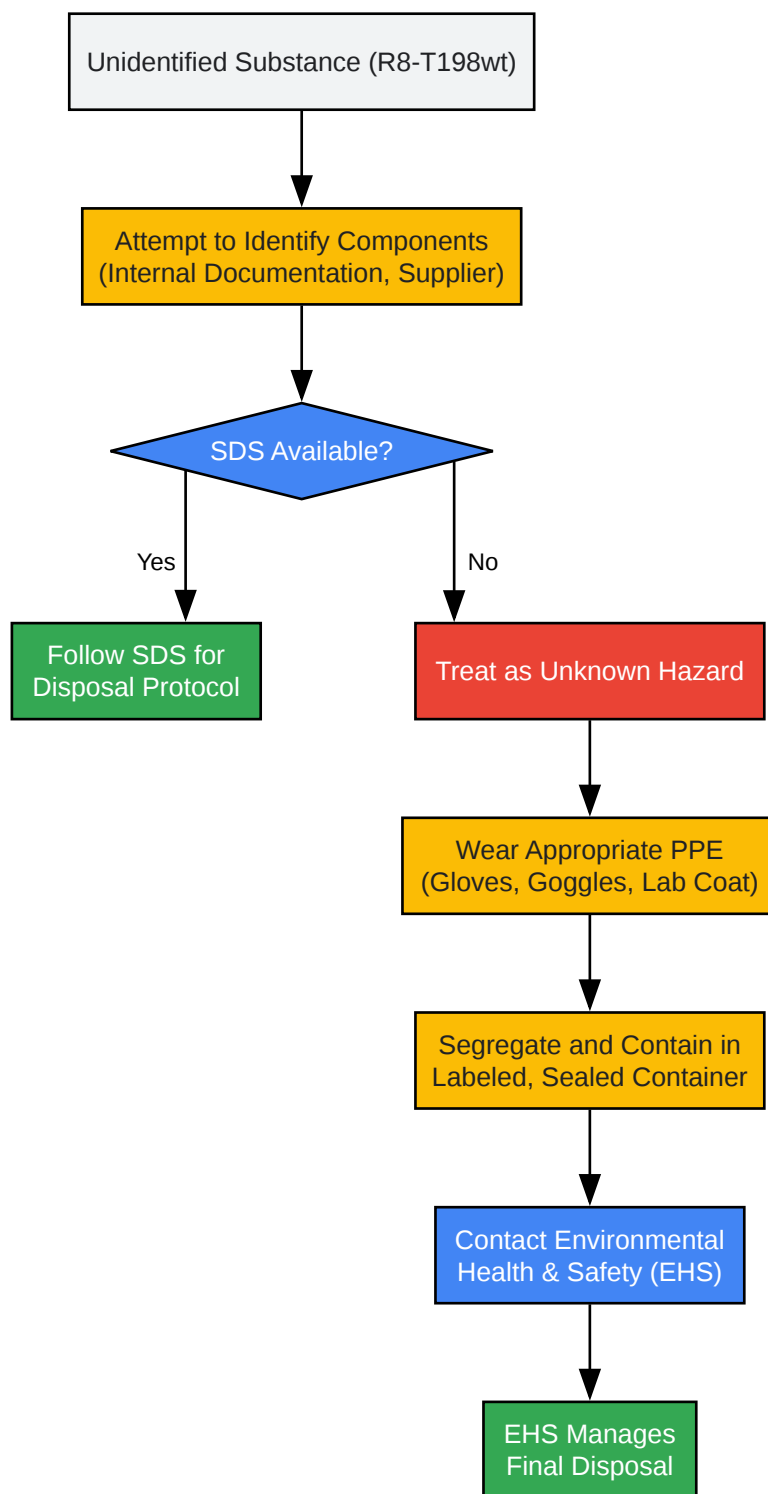 Unidentified Substance (R8-T198wt)
Attempt to Identify Components
(Internal Documentation, Supplier)
SDS Available?
Yes
No
Follow SDS for
Disposal Protocol
Treat as Unknown Hazard
Wear Appropriate PPE
(Gloves, Goggles, Lab Coat)
Segregate and Contain in
Labeled, Sealed Container
Contact Environmental
Health & Safety (EHS)
EHS Manages
Final Disposal